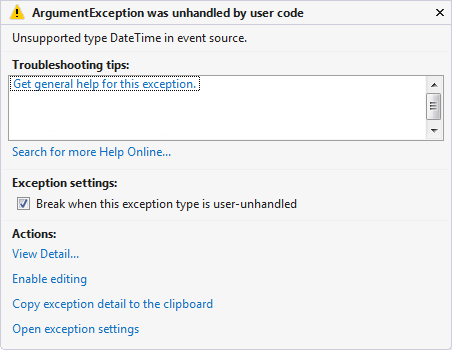 ArgumentException was unhandled by user code
Unsupported type DateTime in event source.
Troubleshooting tips:
Get general help for this exception.
Search for more Help Online...
Exception settings:
Break when this exception type is user-unhandled
Actions:
View Detail...
Enable editing
Copy exception detail to the clipboard
Open exception settings